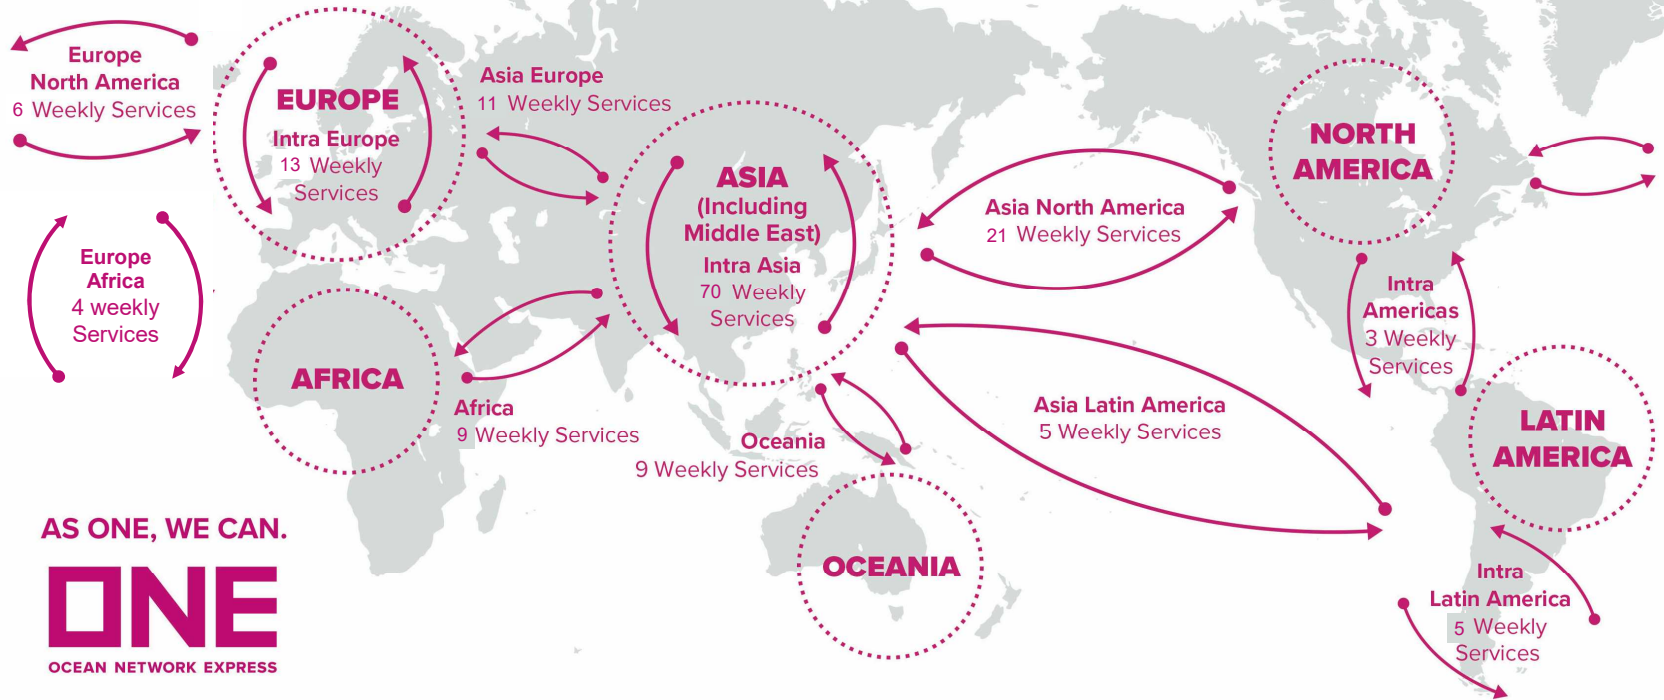 Europe
North America
6 Weekly Services
EUROPE
Intra Europe
13 Weekly
Services
Asia Europe
11 Weekly Services
ASIA
(Including
Middle East)
Intra Asia
70 Weekly
Services
Asia North America
21 Weekly Services
NORTH
AMERICA
Europe
Africa
4 weekly
Services
Intra
Americas
3 Weekly
Services
AFRICA
Africa
9 Weekly Services
Oceania
9 Weekly Services
Asia Latin America
5 Weekly Services
LATIN
AMERICA
OCEANIA
Intra
Latin America
5 Weekly
Services
AS ONE, WE CAN.
ONE
OCEAN NETWORK EXPRESS